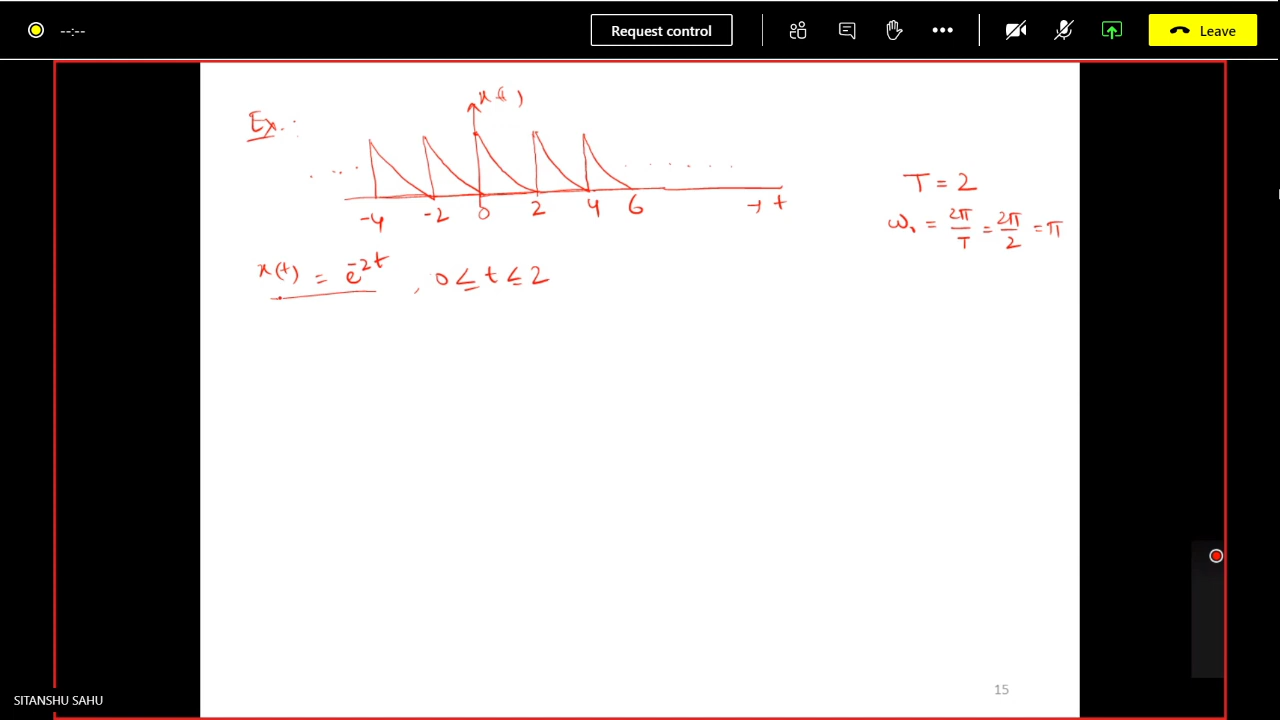 --:--
Request control
Leave
Ex.:
x(t)
-4 -2 0 2 4 6 → t
T = 2
ω₀ = 2π/T = 2π/2 = π
x(t) = e^{-2t}, 0 ≤ t ≤ 2
15
SITANSHU SAHU